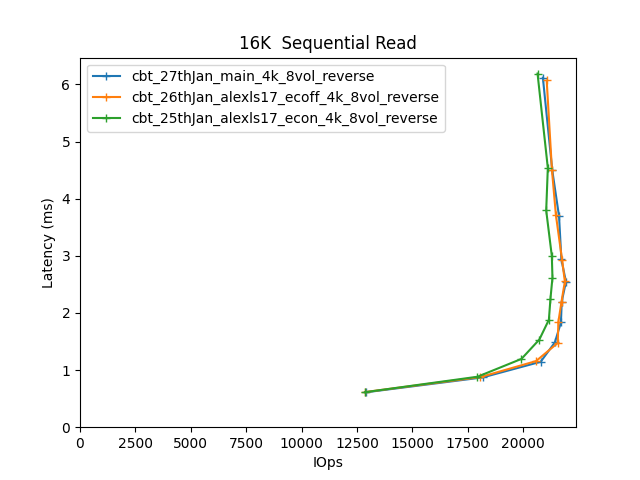 16K  Sequential Read
cbt_27thJan_main_4k_8vol_reverse
cbt_26thJan_alexls17_ecoff_4k_8vol_reverse
cbt_25thJan_alexls17_econ_4k_8vol_reverse
Latency (ms)
6
5
4
3
2
1
0
0 2500 5000 7500 10000 12500 15000 17500 20000
IOps